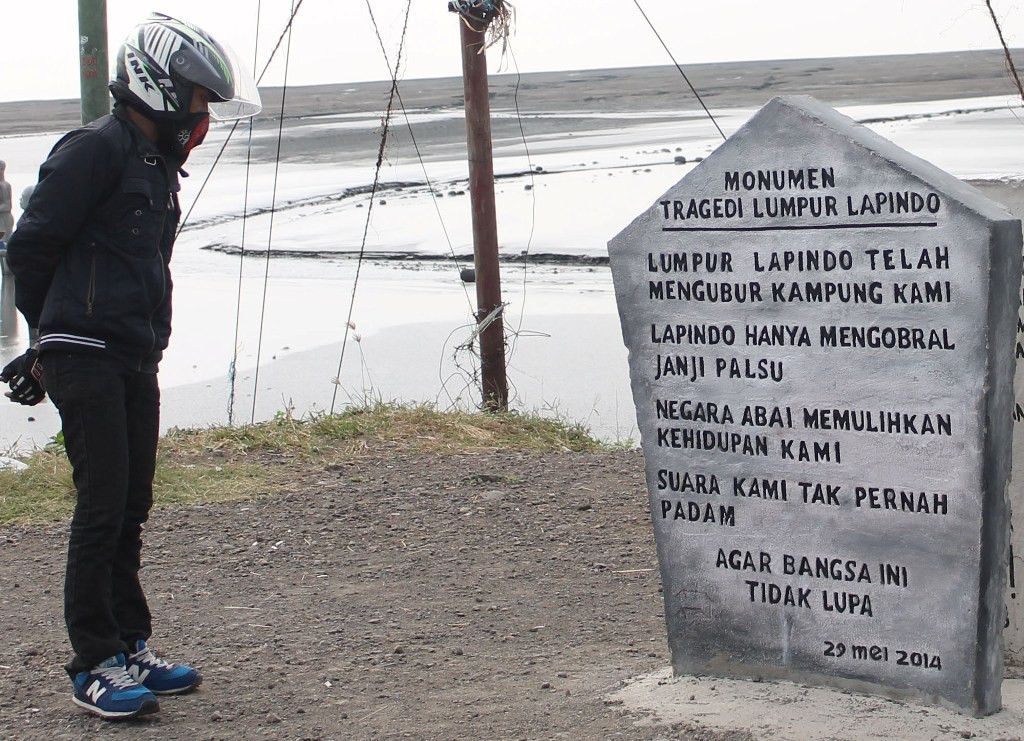 INK
MONUMEN
TRAGEDI LUMPUR LAPINDO
LUMPUR LAPINDO TELAH
MENGUBUR KAMPUNG KAMI
LAPINDO HANYA MENGOBRAL
JANJI PALSU
NEGARA ABAI MEMULIHKAN
KEHIDUPAN KAMI
SUARA KAMI TAK PERNAH
PADAM
AGAR BANGSA INI
TIDAK LUPA
29 MEI 2014
N
N